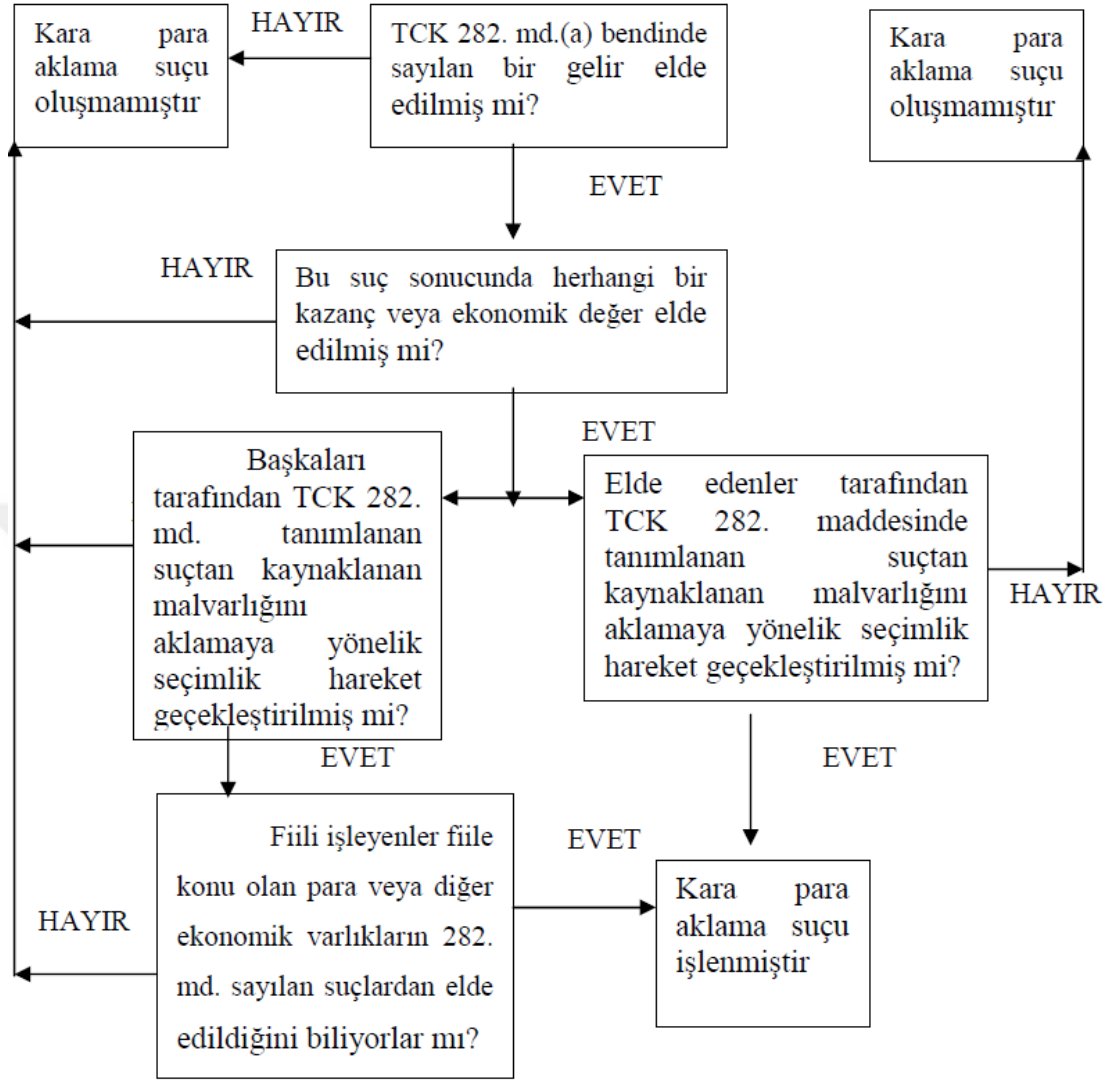 Kara para
aklama suçu
oluşmamıştır
HAYIR
TCK 282. md.(a) bendinde
sayılan bir gelir elde
edilmiş mi?
Kara para
aklama suçu
oluşmamıştır
EVET
HAYIR
Bu suç sonucunda herhangi bir
kazanç veya ekonomik değer elde
edilmiş mi?
EVET
Başkaları
tarafından TCK 282.
md. tanımlanan
suçtan kaynaklanan
malvarlığını
aklamaya yönelik
seçimlik hareket
geçekleştirilmiş mi?
Elde edenler tarafından
TCK 282. maddesinde
tanımlanan suçtan
kaynaklanan malvarlığını
aklamaya yönelik seçimlik
hareket geçekleştirilmiş mi?
HAYIR
EVET
EVET
Fiili işleyenler fiile
konu olan para veya diğer
ekonomik varlıkların 282.
md. sayılan suçlardan elde
edildiğini biliyorlar mı?
EVET
HAYIR
Kara para
aklama suçu
işlenmiştir